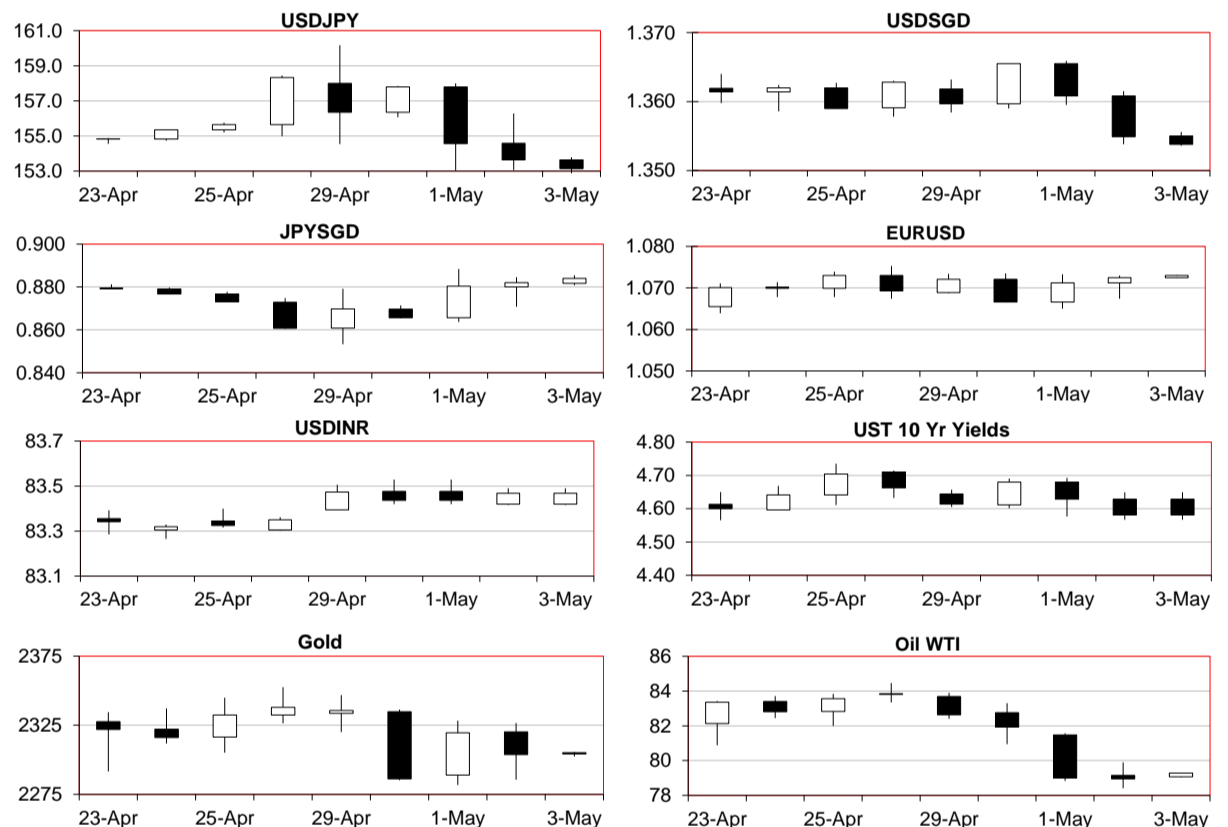 USDJPY
161.0
159.0
157.0
155.0
153.0
23-Apr 25-Apr 29-Apr 1-May 3-May
USDSGD
1.370
1.360
1.350
23-Apr 25-Apr 29-Apr 1-May 3-May
JPYSGD
0.900
0.880
0.860
0.840
23-Apr 25-Apr 29-Apr 1-May 3-May
EURUSD
1.080
1.070
1.060
1.050
23-Apr 25-Apr 29-Apr 1-May 3-May
USDINR
83.7
83.5
83.3
83.1
23-Apr 25-Apr 29-Apr 1-May 3-May
UST 10 Yr Yields
4.80
4.70
4.60
4.50
4.40
23-Apr 25-Apr 29-Apr 1-May 3-May
Gold
2375
2325
2275
23-Apr 25-Apr 29-Apr 1-May 3-May
Oil WTI
86
84
82
80
78
23-Apr 25-Apr 29-Apr 1-May 3-May